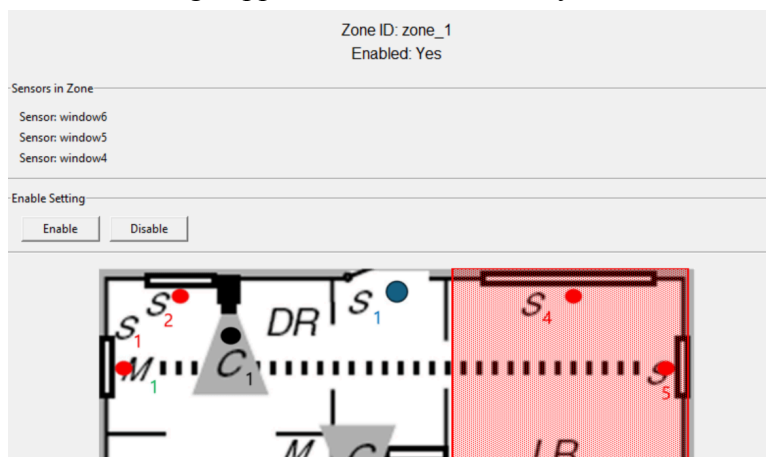 Zone ID: zone_1
Enabled: Yes
Sensors in Zone
Sensor: window6
Sensor: window5
Sensor: window4
Enable Setting
Enable Disable
S2 S1 S4
S1 DR
M1 C1 S5
M C LR